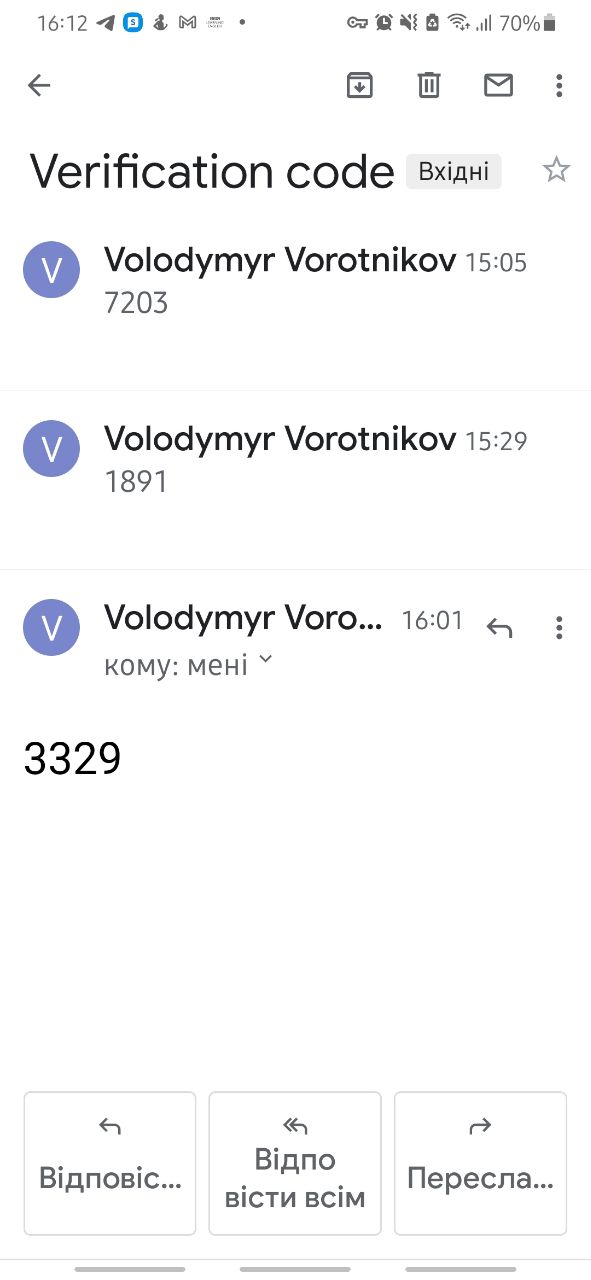 16:12 70%
Verification code Вхідні
V Volodymyr Vorotnikov 15:05
7203
V Volodymyr Vorotnikov 15:29
1891
V Volodymyr Voro... 16:01
кому: мені
3329
Відповіс...
Відпо
вісти всім
Пересла...